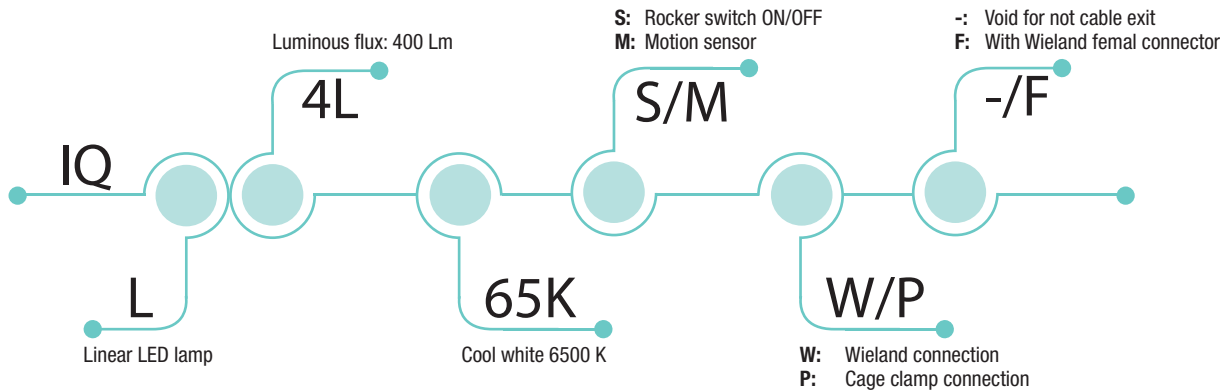 S: Rocker switch ON/OFF
M: Motion sensor
-: Void for not cable exit
F: With Wieland femal connector
Luminous flux: 400 Lm
4L
S/M
-/F
IQ
L
65K
W/P
Linear LED lamp
Cool white 6500 K
W: Wieland connection
P: Cage clamp connection